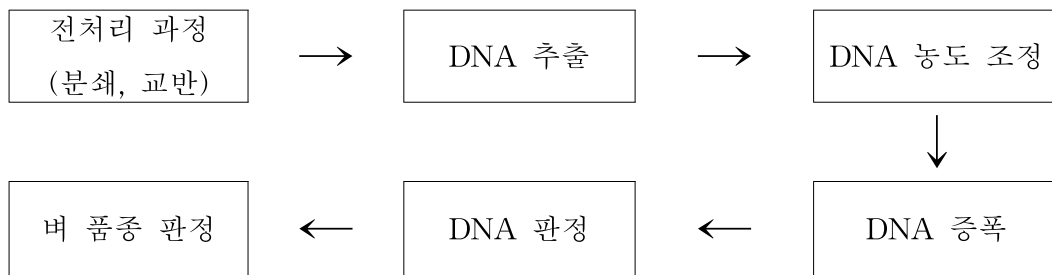 전처리 과정
(분쇄, 교반)
DNA 추출
DNA 농도 조정
DNA 증폭
DNA 판정
벼 품종 판정